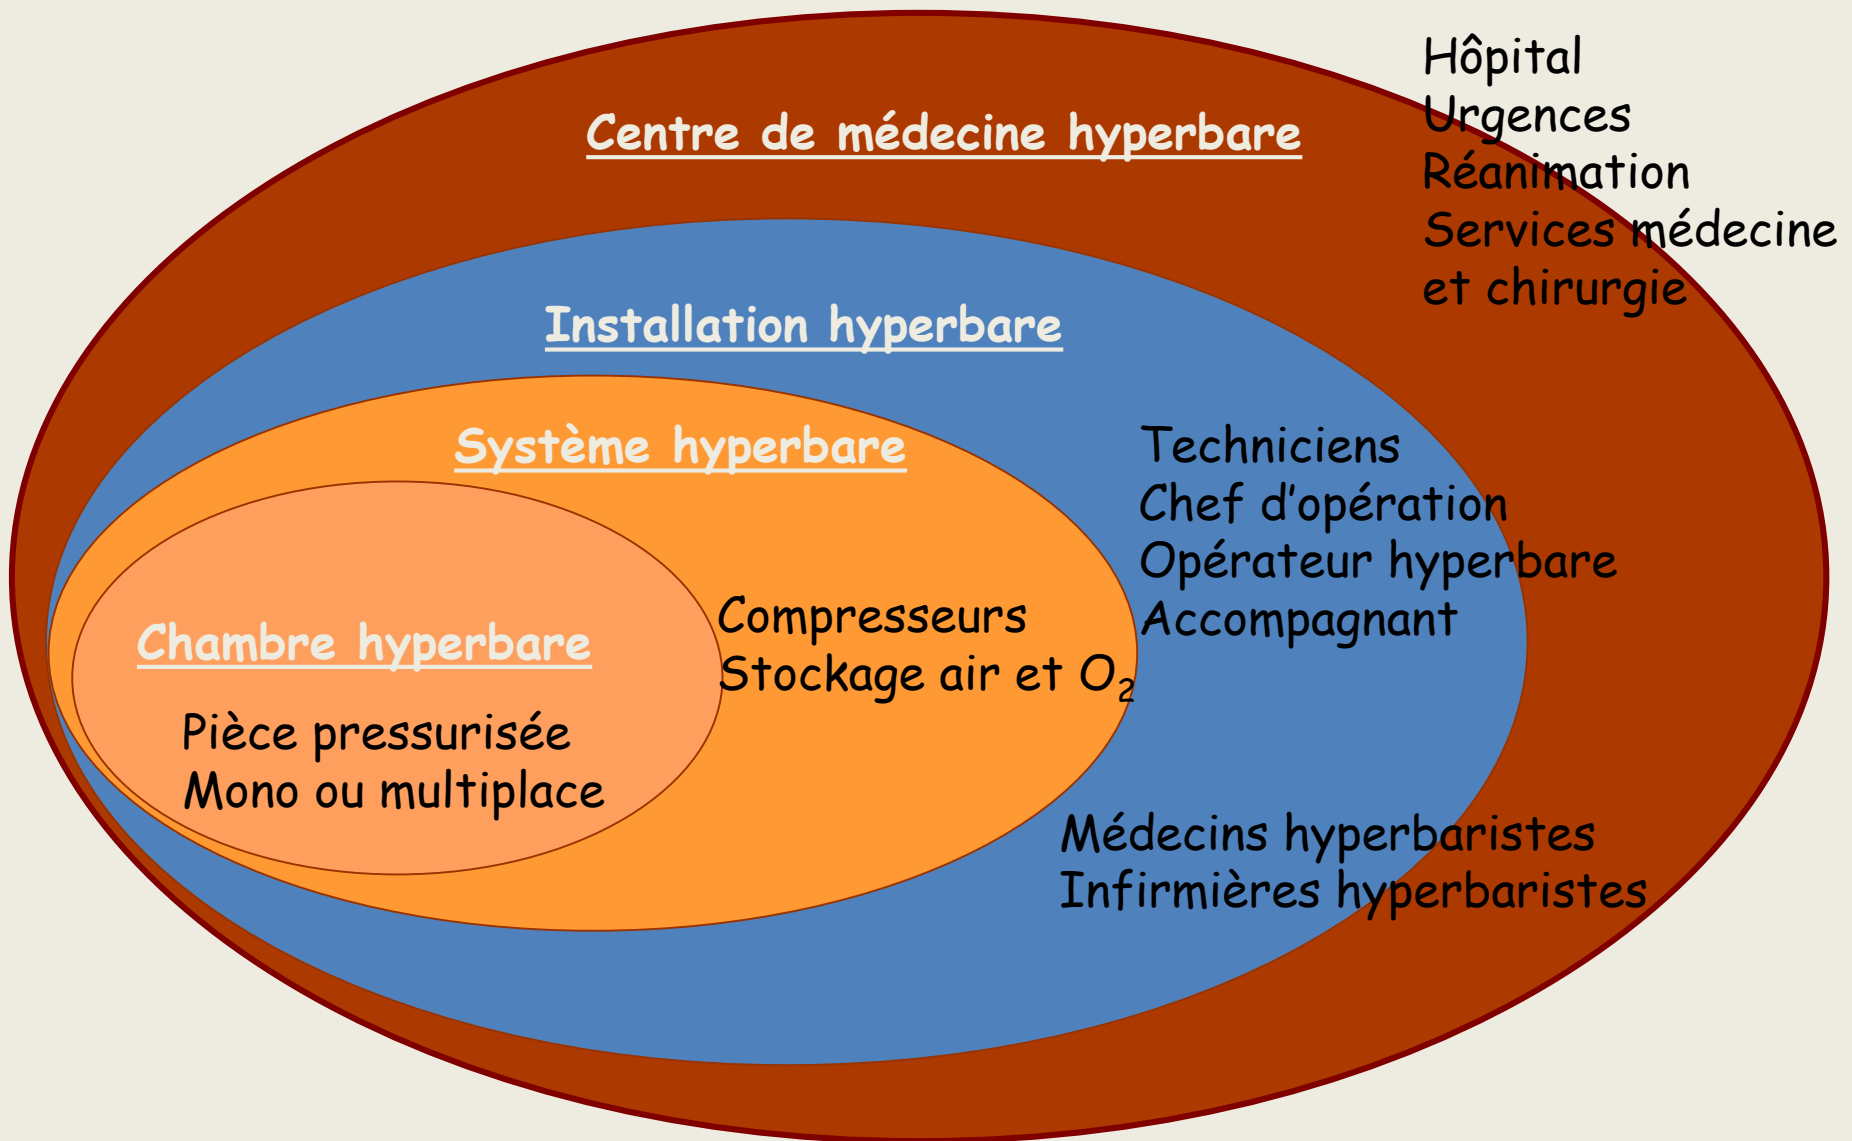 Hôpital
Urgences
Réanimation
Services médecine
et chirurgie
Centre de médecine hyperbare
Installation hyperbare
Système hyperbare
Techniciens
Chef d’opération
Opérateur hyperbare
Accompagnant
Compresseurs
Stockage air et O₂
Chambre hyperbare
Pièce pressurisée
Mono ou multiplace
Médecins hyperbaristes
Infirmières hyperbaristes